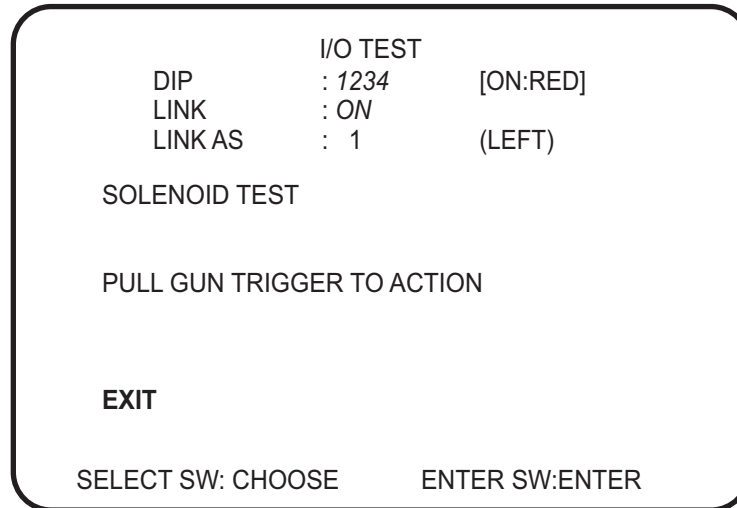 I/O TEST
DIP : 1234 [ON:RED]
LINK : ON
LINK AS : 1 (LEFT)
SOLENOID TEST
PULL GUN TRIGGER TO ACTION
EXIT
SELECT SW: CHOOSE ENTER SW:ENTER